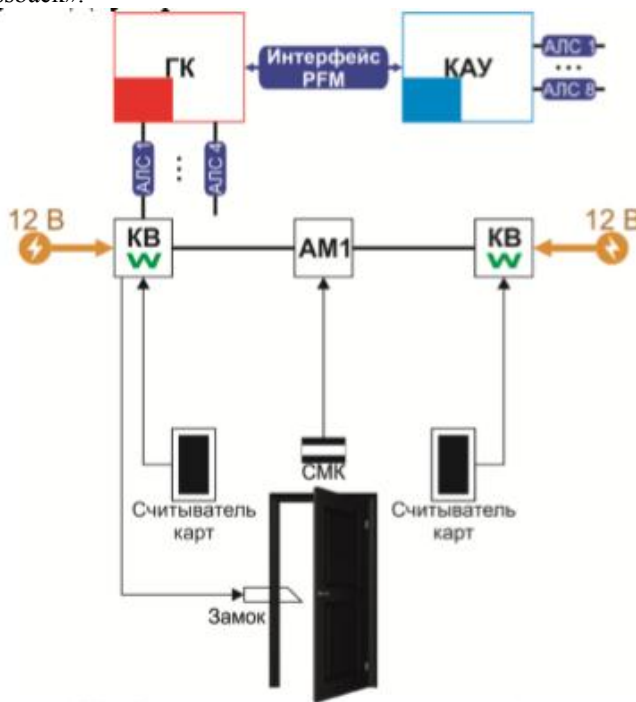 ГК
Интерфейс
PFM
КАУ
АЛС 1
...
АЛС 8
АЛС 1
...
АЛС 4
12 В
КВ
АМ1
КВ
12 В
СМК
Считыватель
карт
Считыватель
карт
Замок